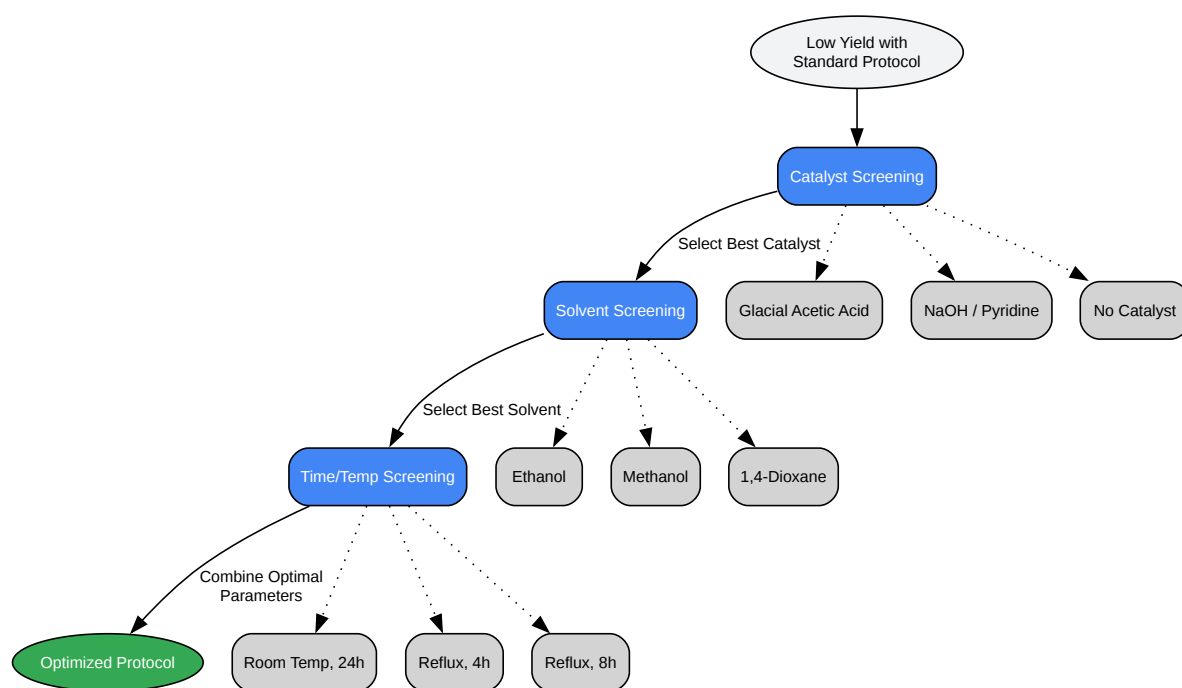 Low Yield with
Standard Protocol
Catalyst Screening
Select Best Catalyst
Solvent Screening
Glacial Acetic Acid
NaOH / Pyridine
No Catalyst
Select Best Solvent
Time/Temp Screening
Ethanol
Methanol
1,4-Dioxane
Combine Optimal
Parameters
Optimized Protocol
Room Temp, 24h
Reflux, 4h
Reflux, 8h